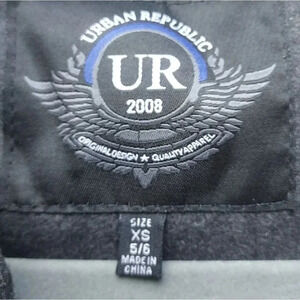 URBAN REPUBLIC
UR
2008
ORIGINAL DESIGN ★ QUALITY APPAREL
SIZE
XS
5/6
MADE IN
CHINA